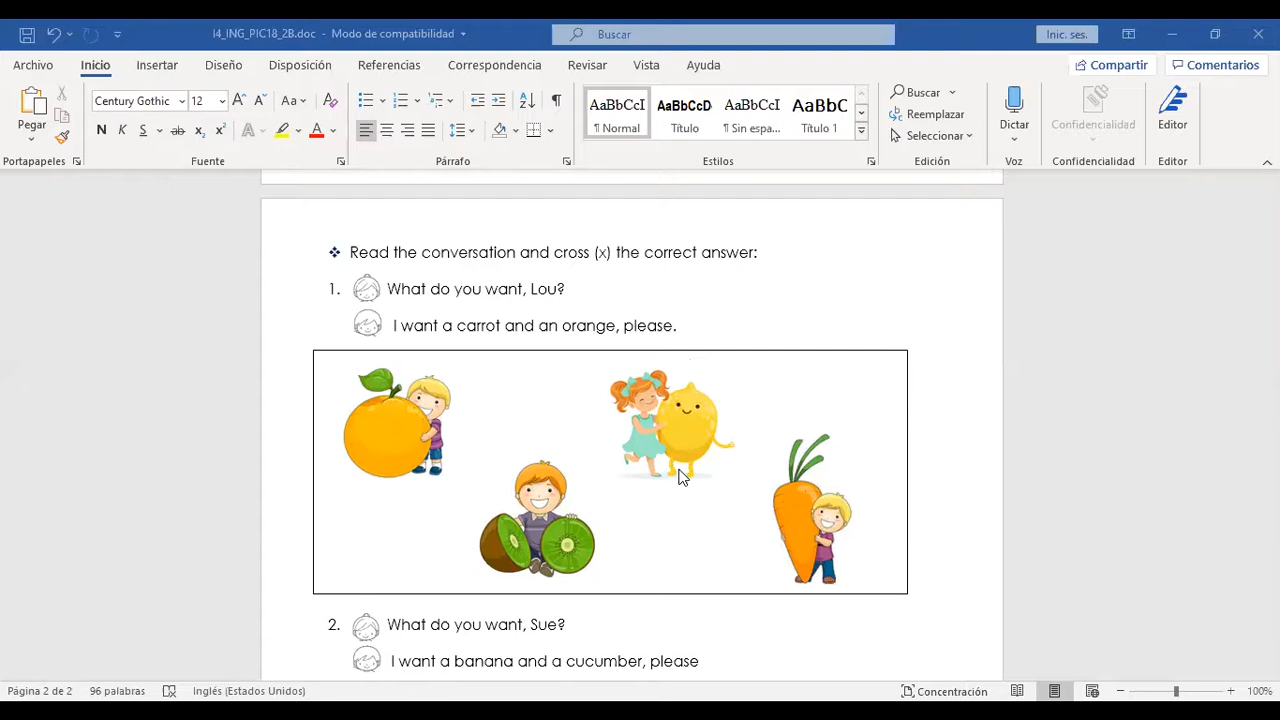 I4_ING_PIC18_2B.doc - Modo de compatibilidad
Buscar
Inic. ses.
Archivo Inicio Insertar Diseño Disposición Referencias Correspondencia Revisar Vista Ayuda
Compartir Comentarios
Pegar
Century Gothic 12 Aa
N K S ab x₂ x² A A
AaBbCcI AaBbCcD AaBbCcI AaBbC
¶ Normal Título ¶ Sin espa... Título 1
Buscar
Reemplazar
Seleccionar
Dictar
Confidencialidad
Editor
Portapapeles Fuente Párrafo Estilos Edición Voz Confidencialidad Editor
Read the conversation and cross (x) the correct answer:
1. What do you want, Lou?
I want a carrot and an orange, please.
2. What do you want, Sue?
I want a banana and a cucumber, please
Página 2 de 2 96 palabras Inglés (Estados Unidos) Concentración 100%